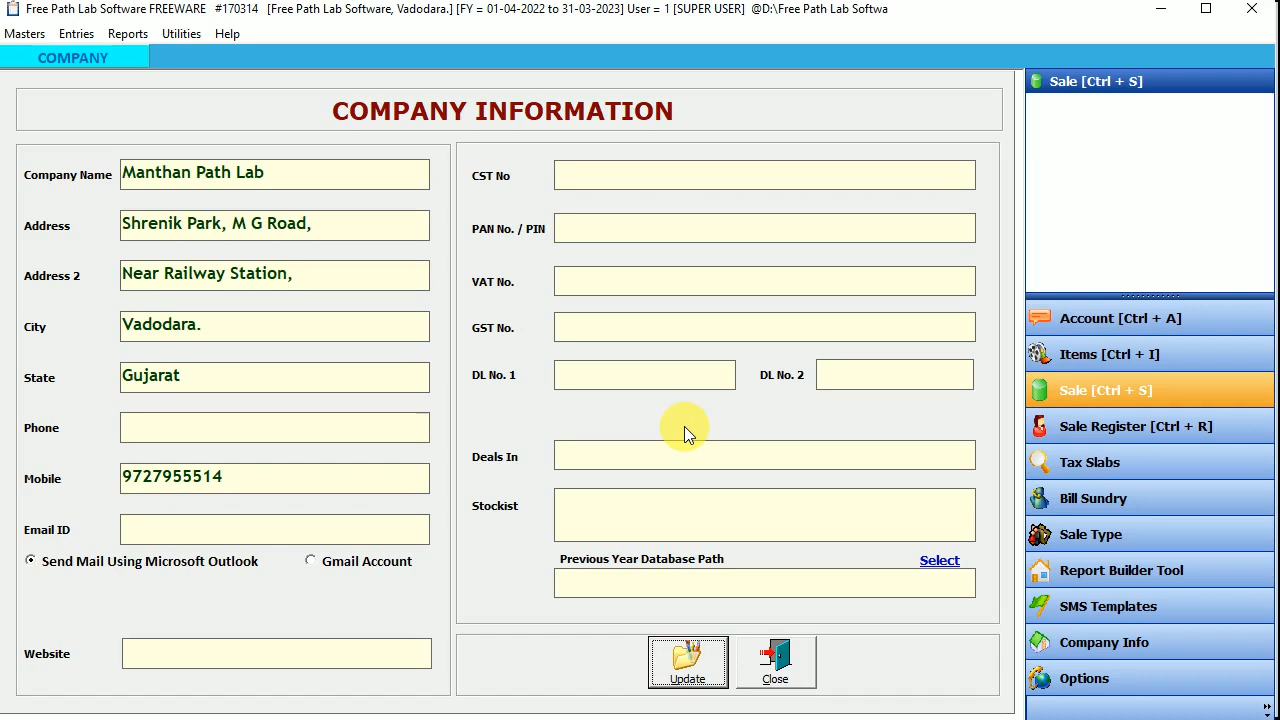 Free Path Lab Software FREEWARE #170314 [Free Path Lab Software, Vadodara.] [FY = 01-04-2022 to 31-03-2023] User = 1 [SUPER USER] @D:\Free Path Lab Softwa
Masters Entries Reports Utilities Help
COMPANY
COMPANY INFORMATION
Company Name Manthan Path Lab
Address Shrenik Park, M G Road,
Address 2 Near Railway Station,
City Vadodara.
State Gujarat
Phone
Mobile 9727955514
Email ID
Send Mail Using Microsoft Outlook Gmail Account
Website
CST No
PAN No. / PIN
VAT No.
GST No.
DL No. 1 DL No. 2
Deals In
Stockist
Previous Year Database Path Select
Update Close
Sale [Ctrl + S]
Account [Ctrl + A]
Items [Ctrl + I]
Sale [Ctrl + S]
Sale Register [Ctrl + R]
Tax Slabs
Bill Sundry
Sale Type
Report Builder Tool
SMS Templates
Company Info
Options